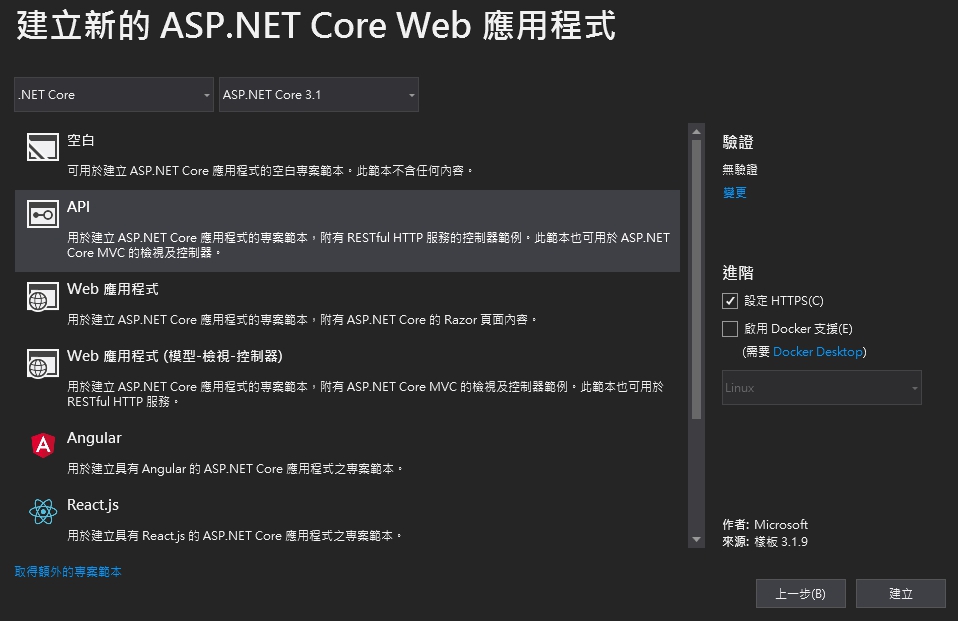 建立新的 ASP.NET Core Web 應用程式
.NET Core
ASP.NET Core 3.1
空白
可用於建立 ASP.NET Core 應用程式的空白專案範本。此範本不含任何內容。
API
用於建立 ASP.NET Core 應用程式的專案範本，附有 RESTful HTTP 服務的控制器範例。此範本也可用於 ASP.NET
Core MVC 的檢視及控制器。
Web 應用程式
用於建立 ASP.NET Core 應用程式的專案範本，附有 ASP.NET Core 的 Razor 頁面內容。
Web 應用程式 (模型-檢視-控制器)
用於建立 ASP.NET Core 應用程式的專案範本，附有 ASP.NET Core MVC 的檢視及控制器範例。此範本也可用於
RESTful HTTP 服務。
Angular
用於建立具有 Angular 的 ASP.NET Core 應用程式之專案範本。
React.js
用於建立具有 React.js 的 ASP.NET Core 應用程式之專案範本。
取得額外的專案範本
驗證
無驗證
變更
進階
設定 HTTPS(C)
啟用 Docker 支援(E)
(需要 Docker Desktop)
Linux
作者: Microsoft
來源: 樣板 3.1.9
上一步(B)
建立